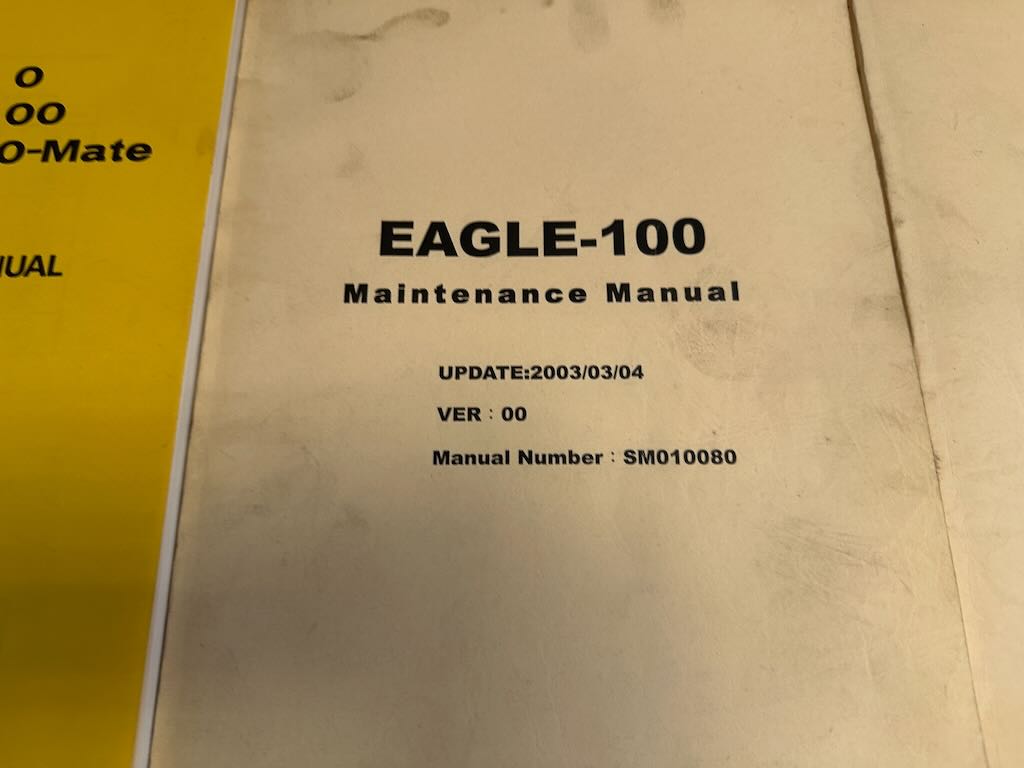 O
OO
O-Mate
UAL
EAGLE-100
Maintenance Manual
UPDATE:2003/03/04
VER : 00
Manual Number : SM010080